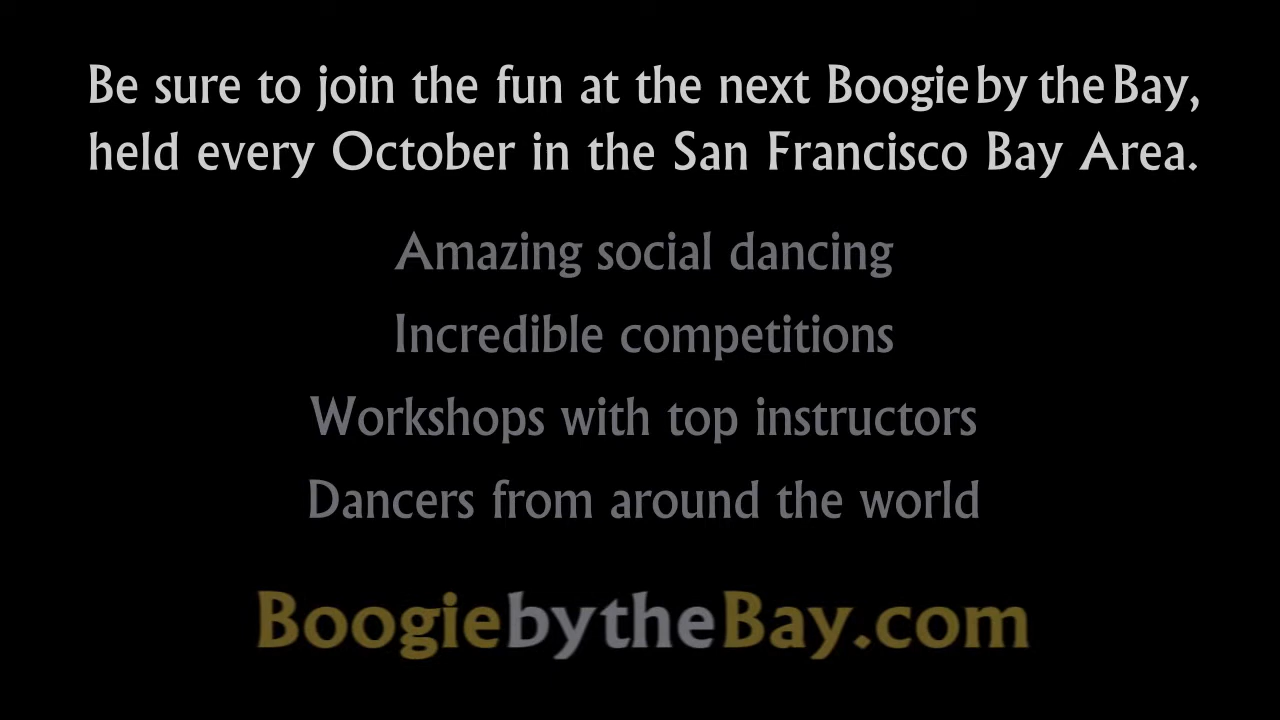 Be sure to join the fun at the next Boogie by the Bay,
held every October in the San Francisco Bay Area.
Amazing social dancing
Incredible competitions
Workshops with top instructors
Dancers from around the world
BoogiebytheBay.com